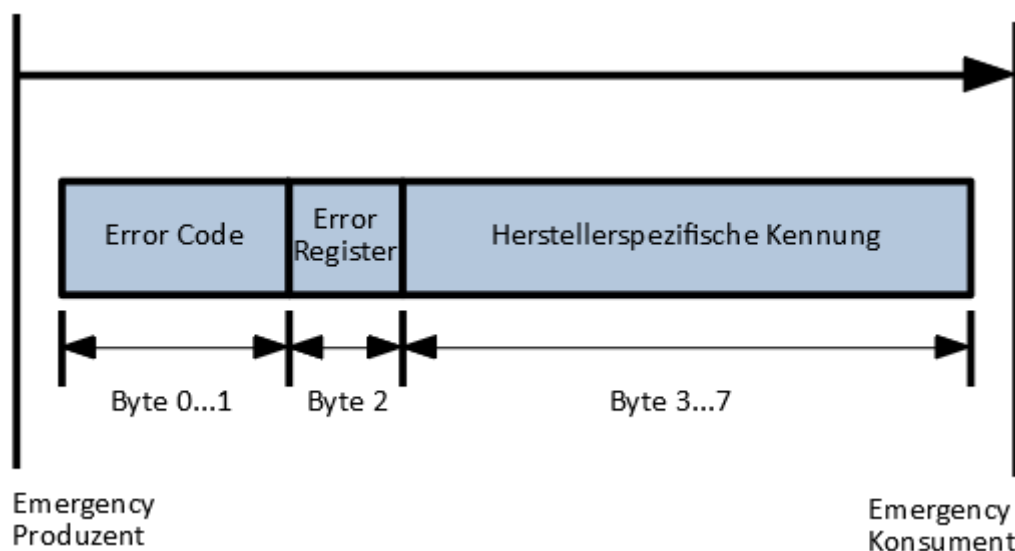 Error Code
Error
Register
Herstellerspezifische Kennung
Byte 0...1
Byte 2
Byte 3...7
Emergency
Produzent
Emergency
Konsument